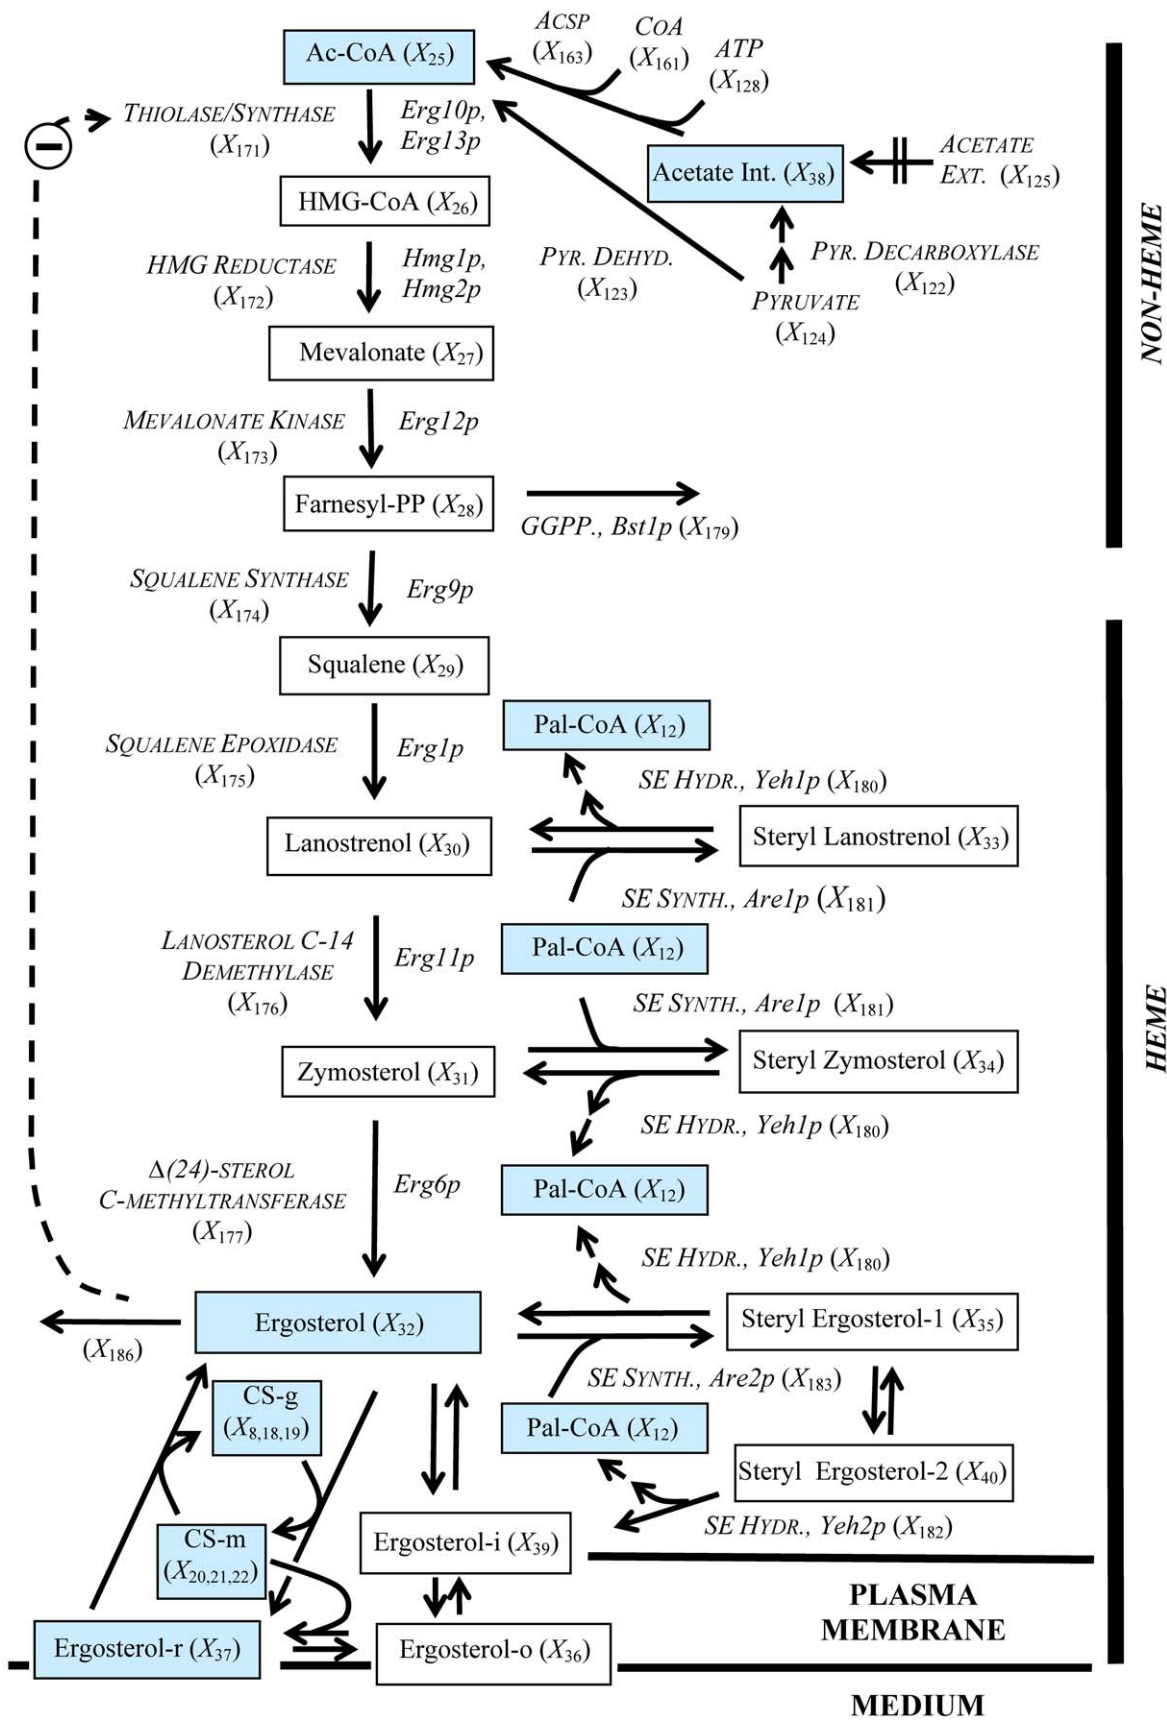 Ac-CoA (X25)
ACSP
(X163)
COA
(X161)
ATP
(X128)
THIOLASE/SYNTHASE
(X171)
Erg10p,
Erg13p
Acetate Int. (X38)
ACETATE
EXT. (X125)
HMG-CoA (X26)
HMG REDUCTASE
(X172)
Hmg1p,
Hmg2p
PYR. DEHYD.
(X123)
PYR. DECARBOXYLASE
(X122)
PYRUVATE
(X124)
NON-HEME
Mevalonate (X27)
MEVALONATE KINASE
(X173)
Erg12p
Farnesyl-PP (X28)
GGPP., Bst1p (X179)
SQUALENE SYNTHASE
(X174)
Erg9p
Squalene (X29)
Pal-CoA (X12)
SQUALENE EPOXIDASE
(X175)
Erg1p
SE HYDR., Yeh1p (X180)
Lanostrenol (X30)
Steryl Lanostrenol (X33)
SE SYNTH., Are1p (X181)
LANOSTEROL C-14
DEMETHYLASE
(X176)
Erg11p
Pal-CoA (X12)
SE SYNTH., Are1p (X181)
Zymosterol (X31)
Steryl Zymosterol (X34)
HEME
SE HYDR., Yeh1p (X180)
Δ(24)-STEROL
C-METHYLTRANSFERASE
(X177)
Erg6p
Pal-CoA (X12)
SE HYDR., Yeh1p (X180)
Ergosterol (X32)
Steryl Ergosterol-1 (X35)
(X186)
SE SYNTH., Are2p (X183)
CS-g
(X8,18,19)
Pal-CoA (X12)
Steryl Ergosterol-2 (X40)
SE HYDR., Yeh2p (X182)
CS-m
(X20,21,22)
Ergosterol-i (X39)
PLASMA
MEMBRANE
Ergosterol-r (X37)
Ergosterol-o (X36)
MEDIUM